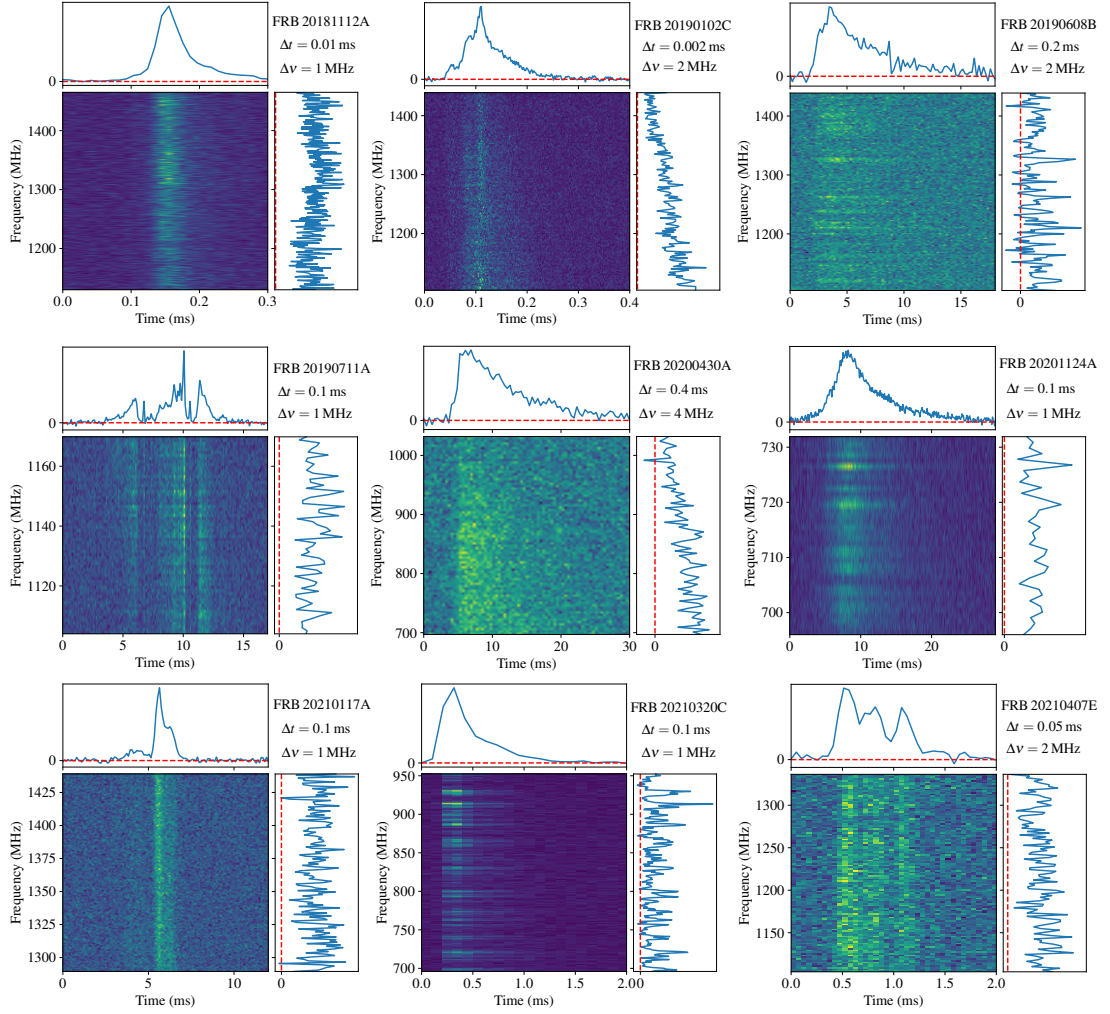 FRB 20181112A
Δt = 0.01 ms
Δν = 1 MHz
0
1400
1300
1200
Frequency (MHz)
0.0 0.1 0.2 0.3
Time (ms)
FRB 20190102C
Δt = 0.002 ms
Δν = 2 MHz
0
1400
1300
1200
Frequency (MHz)
0.0 0.1 0.2 0.3 0.4
Time (ms)
FRB 20190608B
Δt = 0.2 ms
Δν = 2 MHz
0
1400
1300
1200
Frequency (MHz)
0 5 10 15 0
Time (ms)
FRB 20190711A
Δt = 0.1 ms
Δν = 1 MHz
0
1160
1140
1120
Frequency (MHz)
0 5 10 15 0
Time (ms)
FRB 20200430A
Δt = 0.4 ms
Δν = 4 MHz
0
1000
900
800
700
Frequency (MHz)
0 10 20 30 0
Time (ms)
FRB 20201124A
Δt = 0.1 ms
Δν = 1 MHz
0
730
720
710
700
Frequency (MHz)
0 10 20 0
Time (ms)
FRB 20210117A
Δt = 0.1 ms
Δν = 1 MHz
0
1425
1400
1375
1350
1325
1300
Frequency (MHz)
0 5 10 0
Time (ms)
FRB 20210320C
Δt = 0.1 ms
Δν = 1 MHz
0
950
900
850
800
750
700
Frequency (MHz)
0.0 0.5 1.0 1.5 2.0 0
Time (ms)
FRB 20210407E
Δt = 0.05 ms
Δν = 2 MHz
0
1300
1250
1200
1150
Frequency (MHz)
0.0 0.5 1.0 1.5 2.0 0
Time (ms)